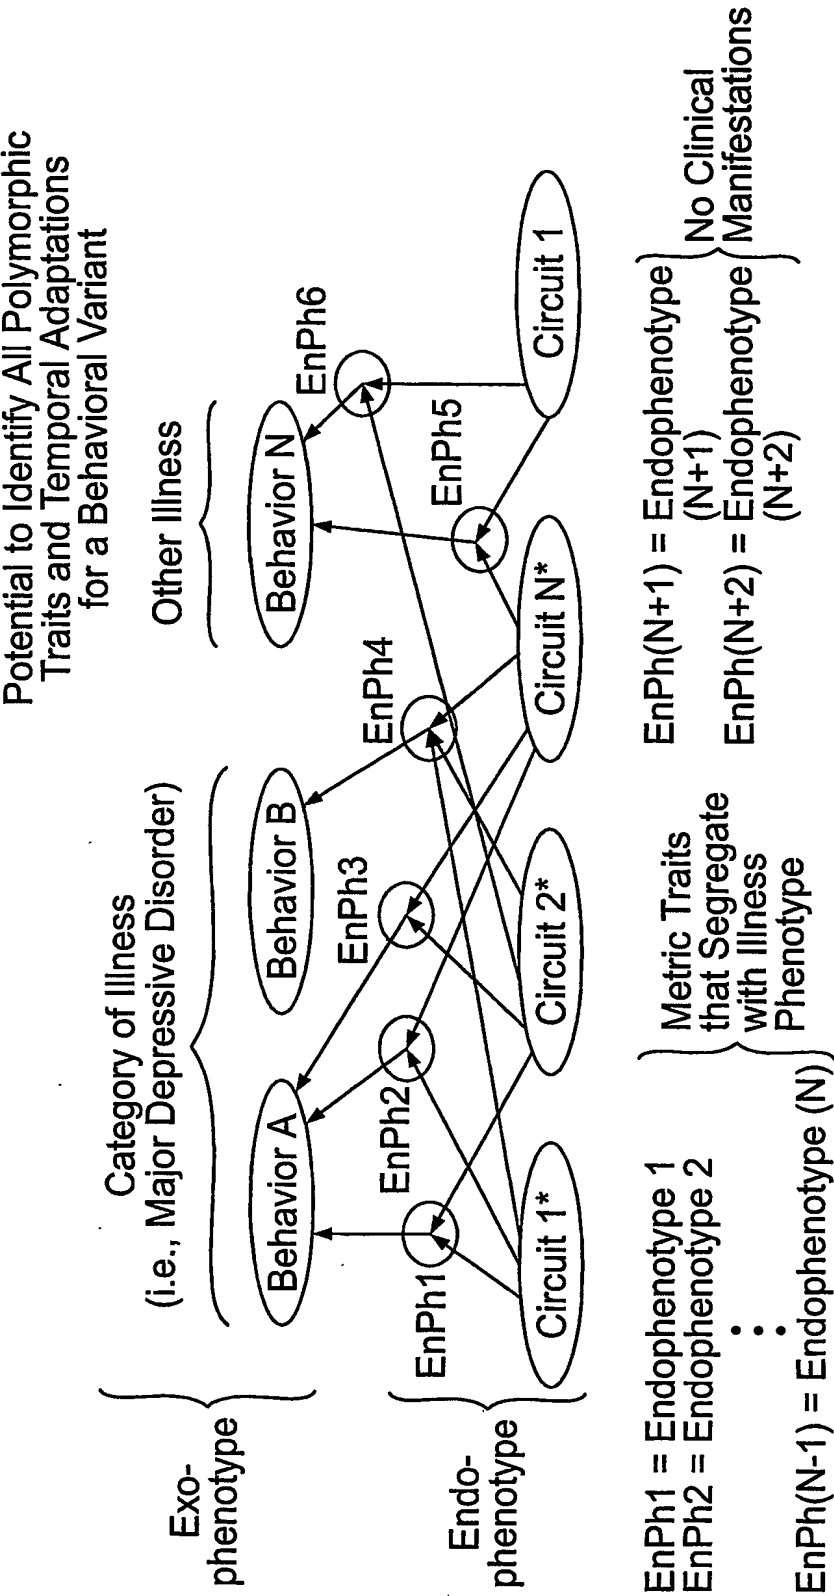 Potential to Identify All Polymorphic
Traits and Temporal Adaptations
for a Behavioral Variant
Category of Illness
(i.e., Major Depressive Disorder)
Other Illness
Exo-
phenotype
Behavior A
Behavior B
Behavior N
EnPh1
EnPh2
EnPh3
EnPh4
EnPh5
EnPh6
Endo-
phenotype
Circuit 1*
Circuit 2*
Circuit N*
Circuit 1
EnPh1 = Endophenotype 1
EnPh2 = Endophenotype 2
EnPh(N-1) = Endophenotype (N)
Metric Traits
that Segregate
with Illness
Phenotype
EnPh(N+1) = Endophenotype
(N+1)
EnPh(N+2) = Endophenotype
(N+2)
No Clinical
Manifestations